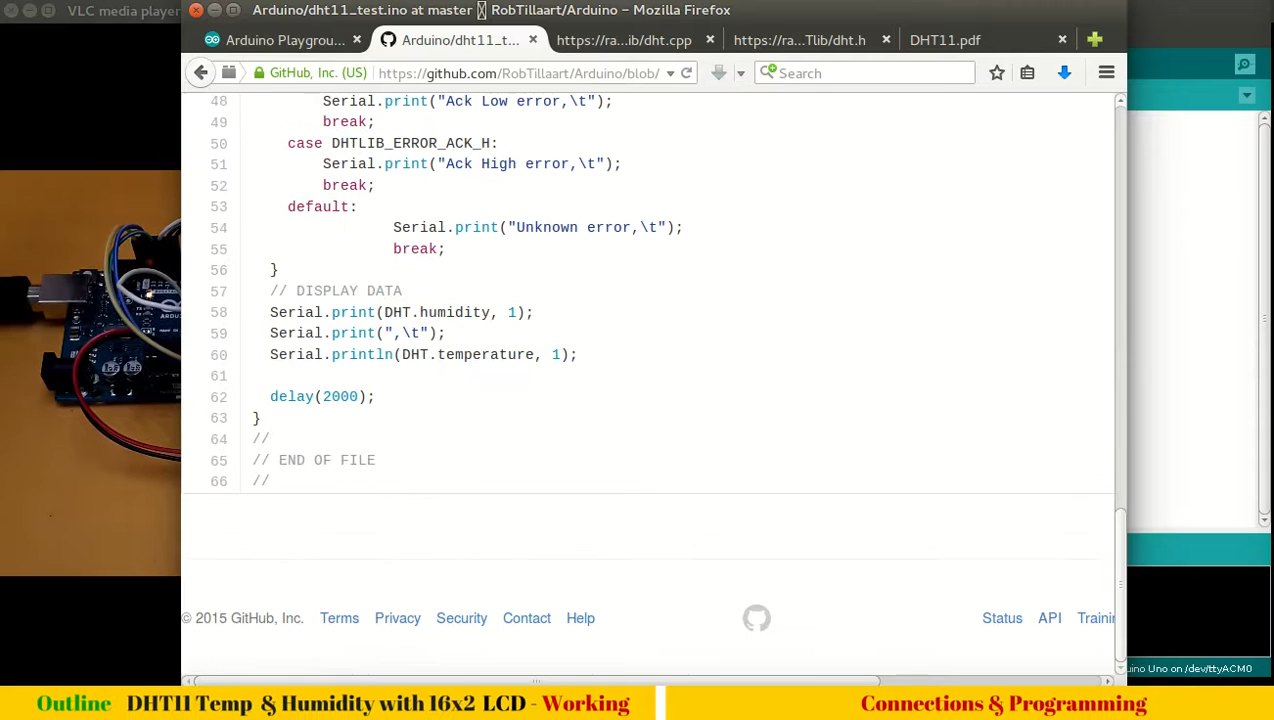 VLC media player
Arduino/dht11_test.ino at master RobTillaart/Arduino – Mozilla Firefox
Arduino Playgrou... × Arduino/dht11_t... × https://ra...ib/dht.cpp × https://ra...Tlib/dht.h × DHT11.pdf ×
GitHub, Inc. (US) https://github.com/RobTillaart/Arduino/blob/ Search
48 Serial.print("Ack Low error,\t");
49 break;
50 case DHTLIB_ERROR_ACK_H:
51 Serial.print("Ack High error,\t");
52 break;
53 default:
54 Serial.print("Unknown error,\t");
55 break;
56 }
57 // DISPLAY DATA
58 Serial.print(DHT.humidity, 1);
59 Serial.print(",\t");
60 Serial.println(DHT.temperature, 1);
61
62 delay(2000);
63 }
64 //
65 // END OF FILE
66 //
© 2015 GitHub, Inc. Terms Privacy Security Contact Help Status API Trainin
uino Uno on /dev/ttyACM0
Outline DHT11 Temp & Humidity with 16x2 LCD - Working Connections & Programming